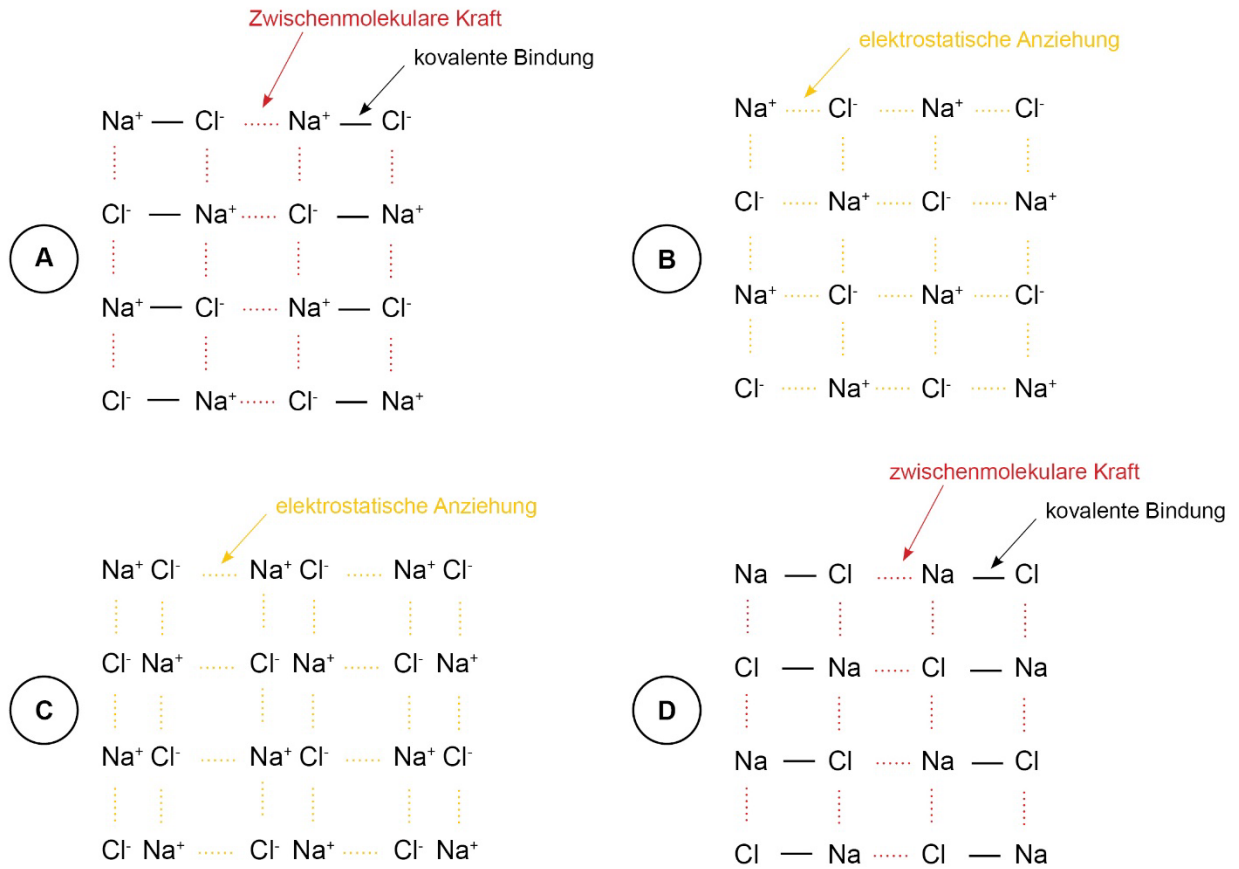 Zwischenmolekulare Kraft
kovalente Bindung
Na⁺ Cl⁻ Na⁺ Cl⁻
Cl⁻ Na⁺ Cl⁻ Na⁺
A
Na⁺ Cl⁻ Na⁺ Cl⁻
Cl⁻ Na⁺ Cl⁻ Na⁺
elektrostatische Anziehung
Na⁺ Cl⁻ Na⁺ Cl⁻
Cl⁻ Na⁺ Cl⁻ Na⁺
B
Na⁺ Cl⁻ Na⁺ Cl⁻
Cl⁻ Na⁺ Cl⁻ Na⁺
elektrostatische Anziehung
Na⁺ Cl⁻ Na⁺ Cl⁻ Na⁺ Cl⁻
Cl⁻ Na⁺ Cl⁻ Na⁺ Cl⁻ Na⁺
C
Na⁺ Cl⁻ Na⁺ Cl⁻ Na⁺ Cl⁻
Cl⁻ Na⁺ Cl⁻ Na⁺ Cl⁻ Na⁺
zwischenmolekulare Kraft
kovalente Bindung
Na Cl Na Cl
Cl Na Cl Na
D
Na Cl Na Cl
Cl Na Cl Na